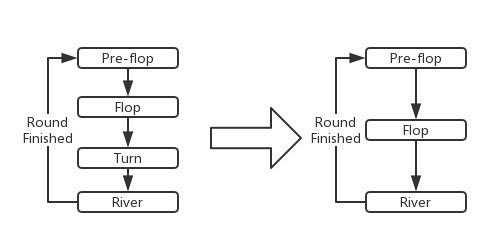 Pre-flop
Flop
Round
Finished
Turn
River
Pre-flop
Round
Finished
Flop
River